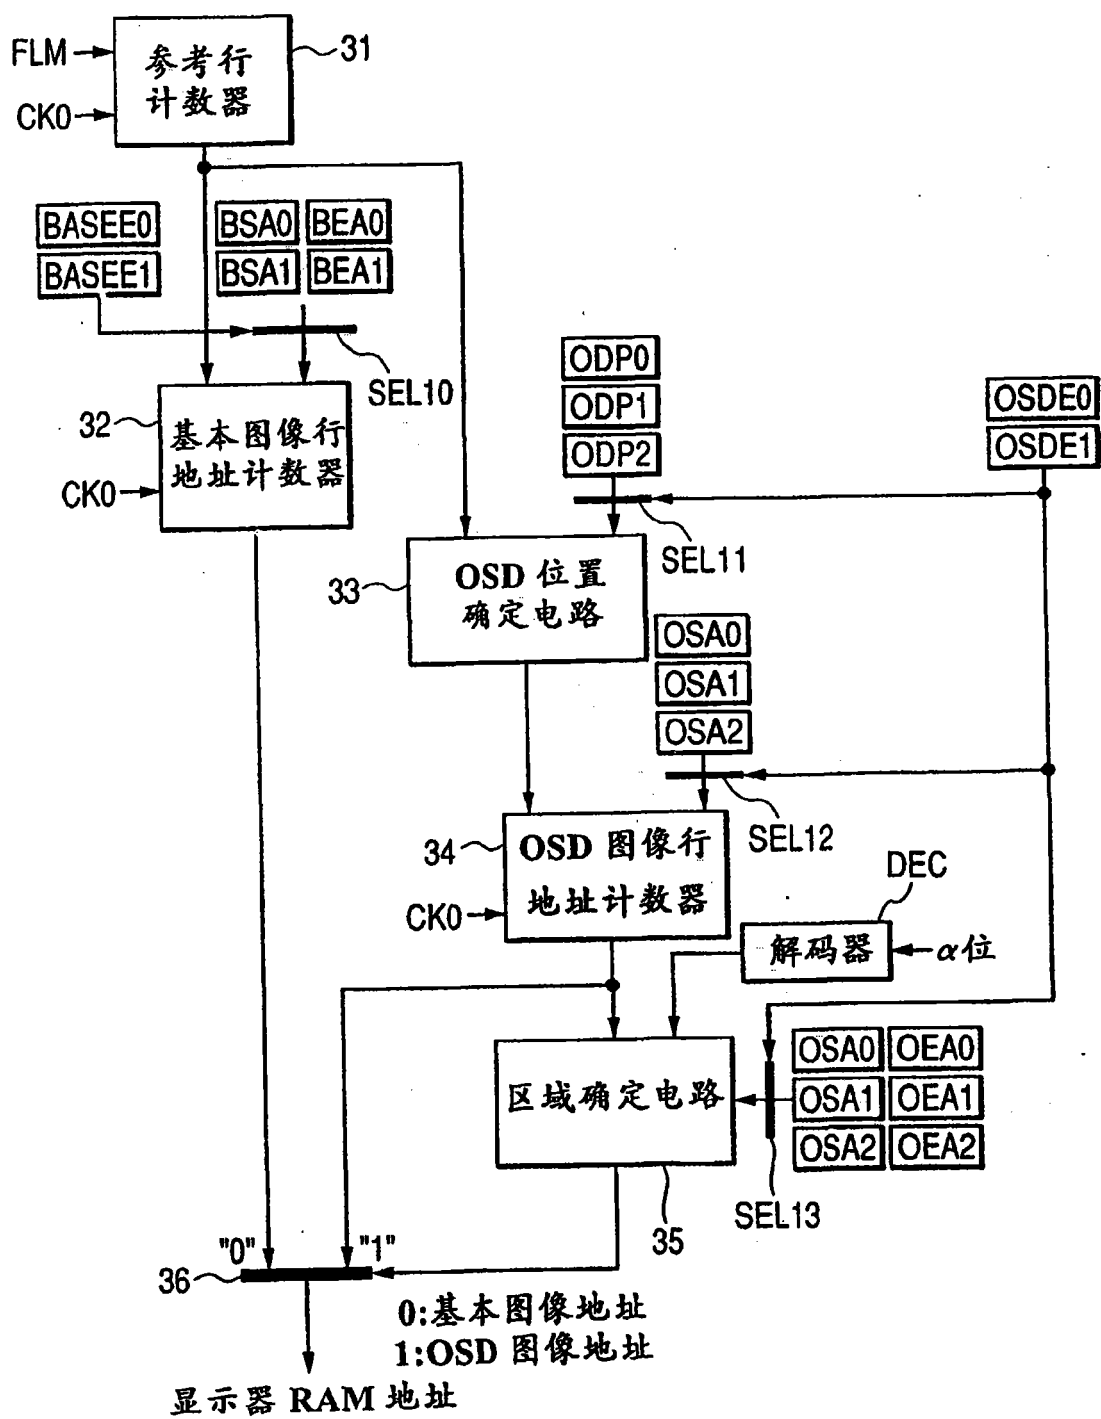 FLM
参考行
计数器
31
CK0
BASEE0
BASEE1
BSA0
BEA0
BSA1
BEA1
SEL10
32
基本图像行
地址计数器
CK0
ODP0
ODP1
ODP2
OSDE0
OSDE1
SEL11
33
OSD 位置
确定电路
OSA0
OSA1
OSA2
SEL12
34
OSD 图像行
地址计数器
CK0
DEC
解码器
α位
区域确定电路
35
OSA0
OEA0
OSA1
OEA1
OSA2
OEA2
SEL13
"0"
"1"
36
0:基本图像地址
1:OSD 图像地址
显示器 RAM 地址